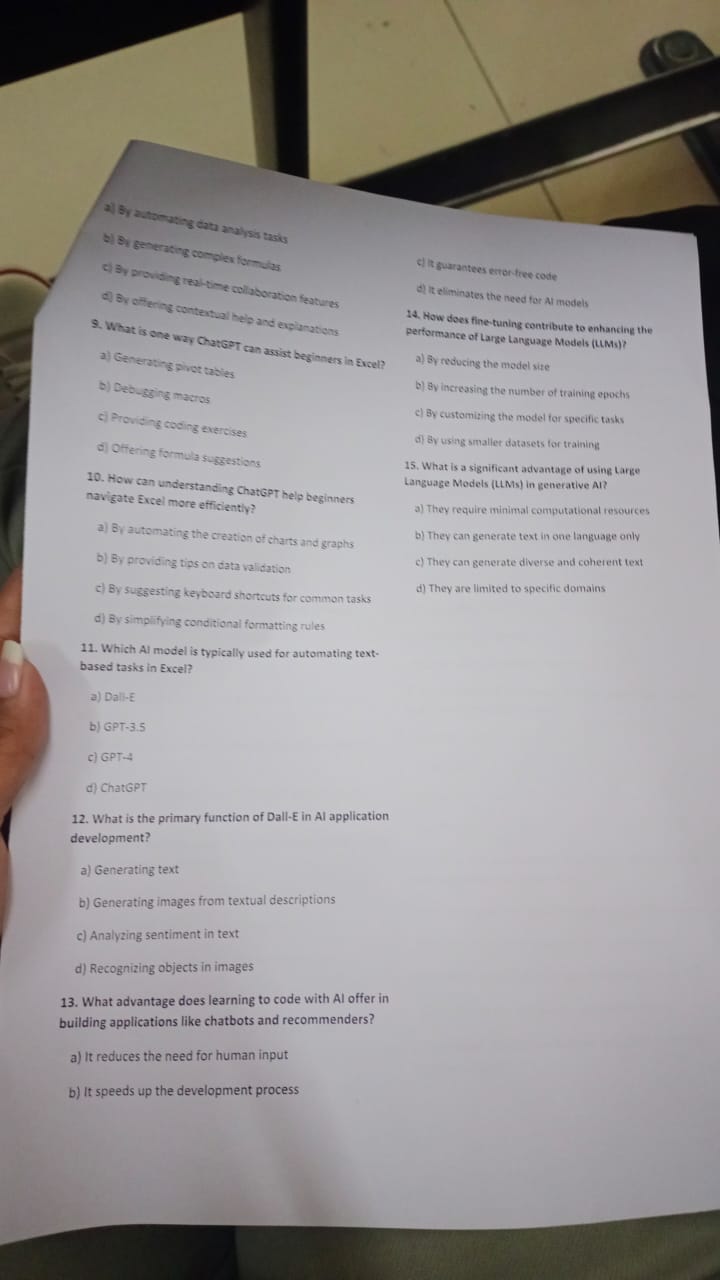 a) By automating data analysis tasks
b) By generating complex formulas
c) By providing real-time collaboration features
d) By offering contextual help and explanations
9. What is one way ChatGPT can assist beginners in Excel?
a) Generating pivot tables
b) Debugging macros
c) Providing coding exercises
d) Offering formula suggestions
10. How can understanding ChatGPT help beginners
navigate Excel more efficiently?
a) By automating the creation of charts and graphs
b) By providing tips on data validation
c) By suggesting keyboard shortcuts for common tasks
d) By simplifying conditional formatting rules
11. Which AI model is typically used for automating text-
based tasks in Excel?
a) Dall-E
b) GPT-3.5
c) GPT-4
d) ChatGPT
12. What is the primary function of Dall-E in AI application
development?
a) Generating text
b) Generating images from textual descriptions
c) Analyzing sentiment in text
d) Recognizing objects in images
13. What advantage does learning to code with AI offer in
building applications like chatbots and recommenders?
a) It reduces the need for human input
b) It speeds up the development process
c) It guarantees error-free code
d) It eliminates the need for AI models
14. How does fine-tuning contribute to enhancing the
performance of Large Language Models (LLMs)?
a) By reducing the model size
b) By increasing the number of training epochs
c) By customizing the model for specific tasks
d) By using smaller datasets for training
15. What is a significant advantage of using Large
Language Models (LLMs) in generative AI?
a) They require minimal computational resources
b) They can generate text in one language only
c) They can generate diverse and coherent text
d) They are limited to specific domains